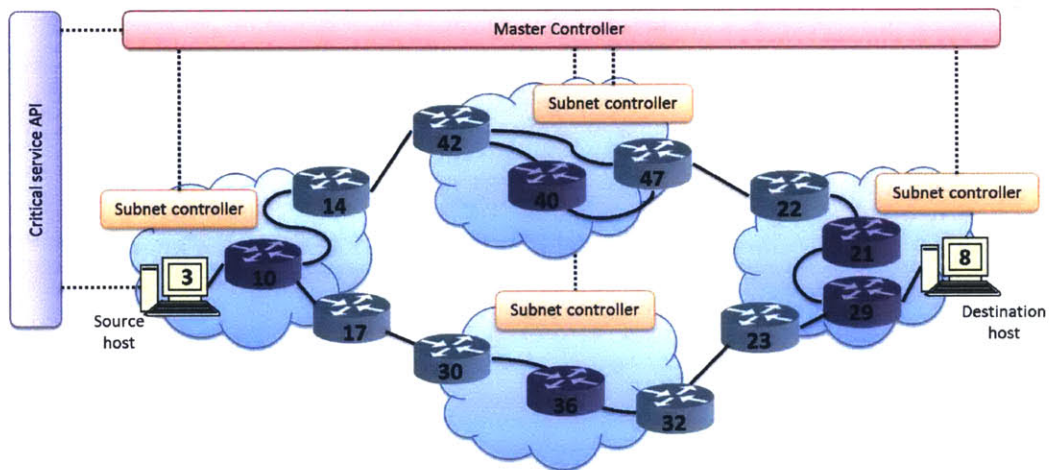 Master Controller
Critical service API
Subnet controller
42
47
40
14
Subnet controller
22
Subnet controller
21
3
10
8
29
Source
host
17
Subnet controller
23
Destination
host
30
36
32